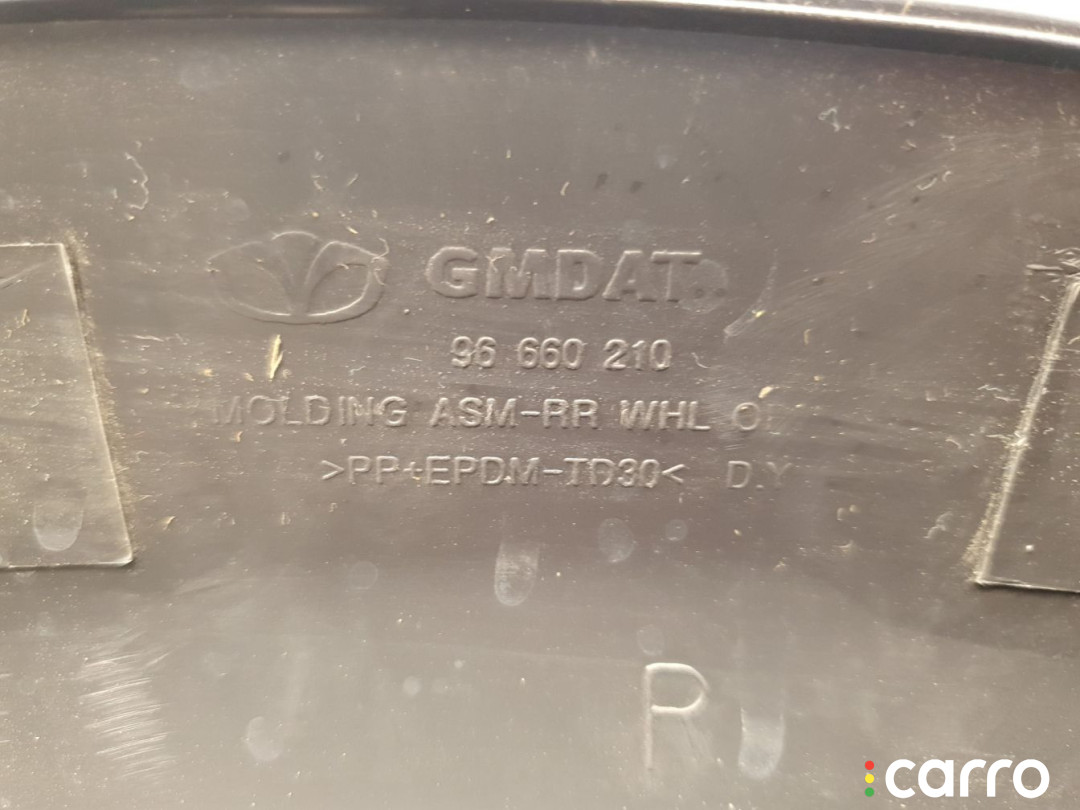 GMDAT
96 660 210
MOLDING ASM-RR WHL
>PP+EPDM-TD30< D.Y
R
carro